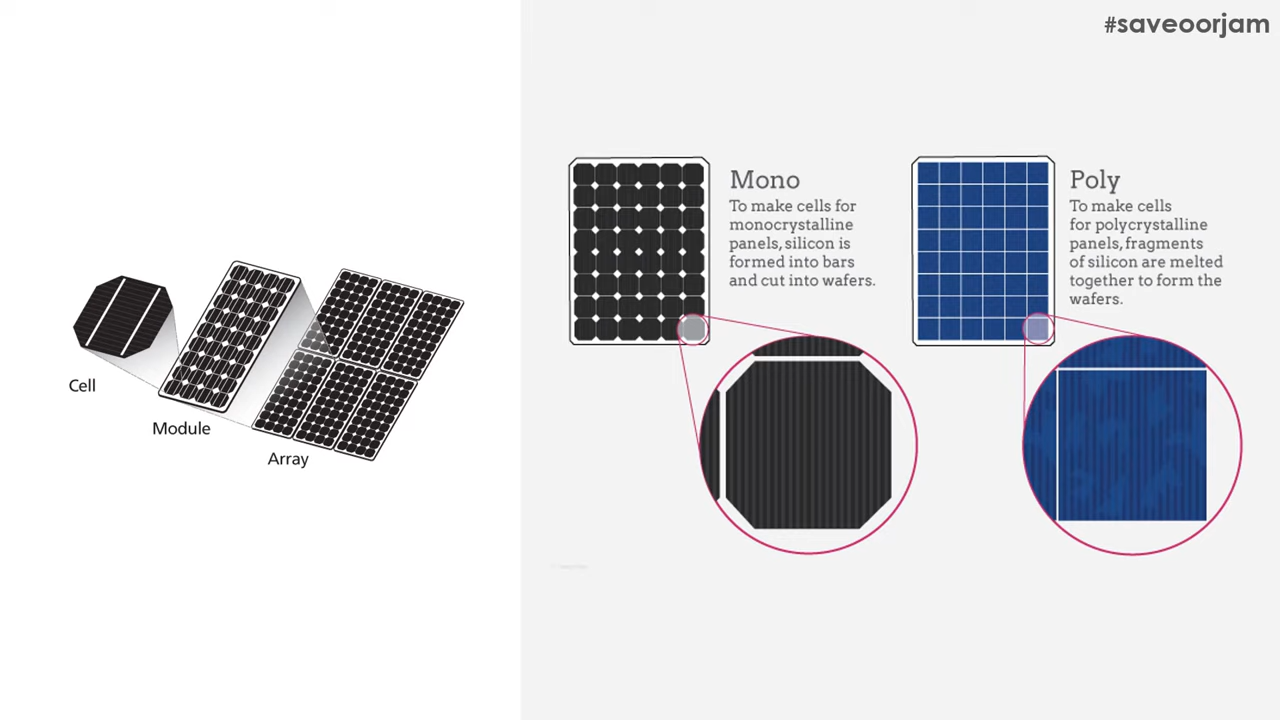 #saveoorjam
Cell
Module
Array
Mono
To make cells for
monocrystalline
panels, silicon is
formed into bars
and cut into wafers.
Poly
To make cells
for polycrystalline
panels, fragments
of silicon are melted
together to form the
wafers.